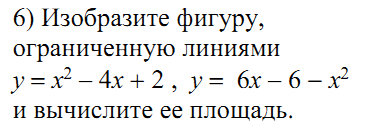 6) Изобразите фигуру,
ограниченную линиями
y = x² – 4x + 2 , y = 6x – 6 – x²
и вычислите ее площадь.